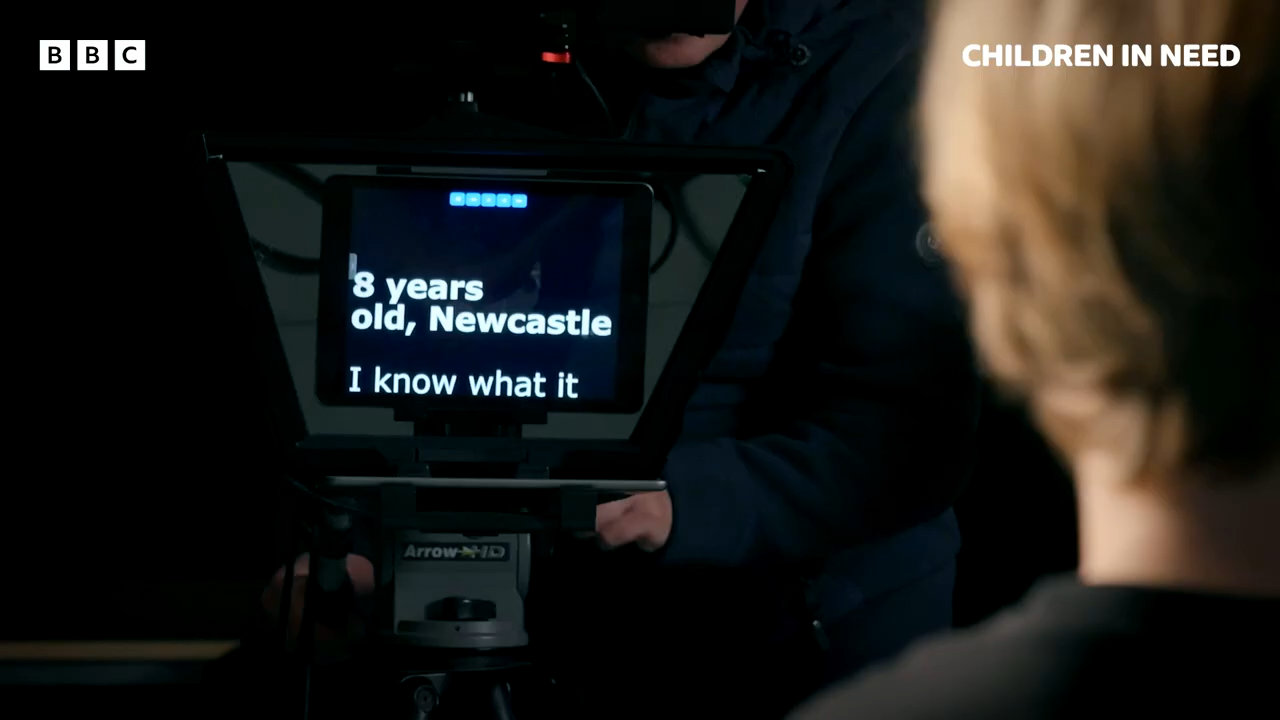 BBC
CHILDREN IN NEED
8 years
old, Newcastle
I know what it
Arrow HD